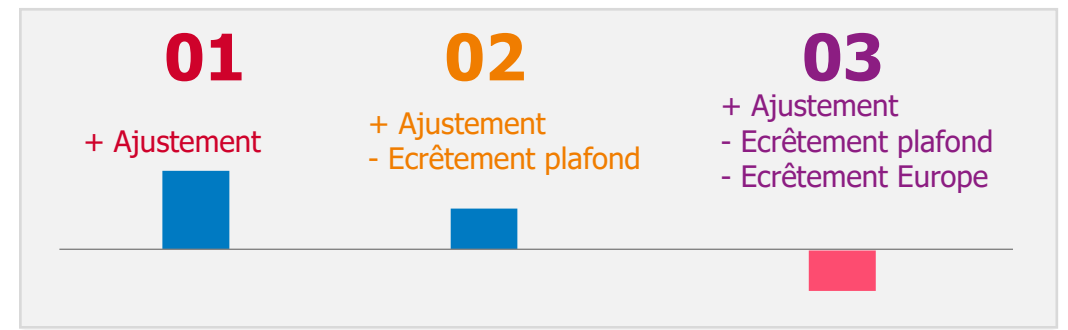 01
+ Ajustement
02
+ Ajustement
- Ecrêtement plafond
03
+ Ajustement
- Ecrêtement plafond
- Ecrêtement Europe